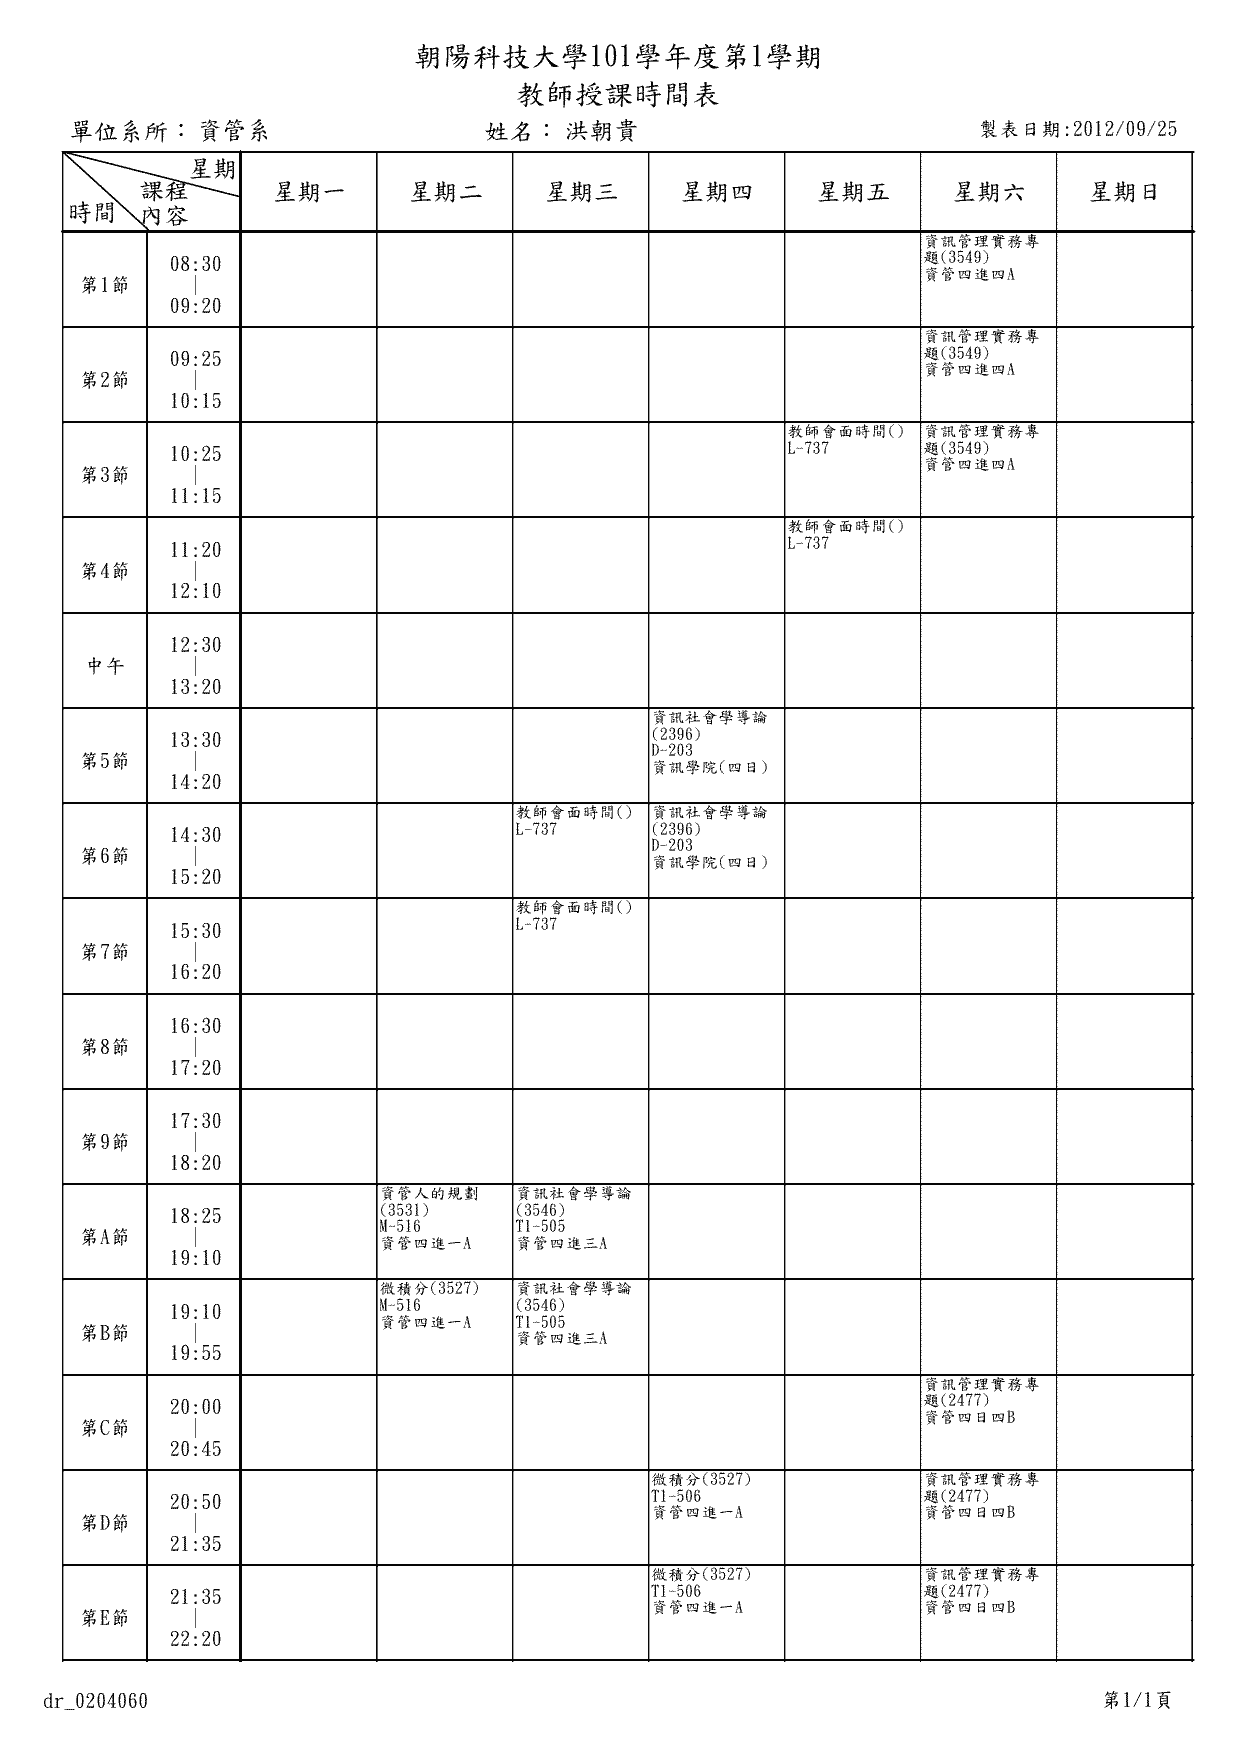 朝陽科技大學101學年度第1學期
教師授課時間表
單位系所：資管系 姓名：洪朝貴 製表日期:2012/09/25
星期
課程
內容
時間
星期一 星期二 星期三 星期四 星期五 星期六 星期日
第1節
08:30
|
09:20
資訊管理實務專
題(3549)
資管四進四A
第2節
09:25
|
10:15
資訊管理實務專
題(3549)
資管四進四A
第3節
10:25
|
11:15
教師會面時間()
L-737
資訊管理實務專
題(3549)
資管四進四A
第4節
11:20
|
12:10
教師會面時間()
L-737
中午
12:30
|
13:20
第5節
13:30
|
14:20
資訊社會學導論
(2396)
D-203
資訊學院(四日)
第6節
14:30
|
15:20
教師會面時間()
L-737
資訊社會學導論
(2396)
D-203
資訊學院(四日)
第7節
15:30
|
16:20
教師會面時間()
L-737
第8節
16:30
|
17:20
第9節
17:30
|
18:20
第A節
18:25
|
19:10
資管人的規劃
(3531)
M-516
資管四進一A
資訊社會學導論
(3546)
T1-505
資管四進三A
第B節
19:10
|
19:55
微積分(3527)
M-516
資管四進一A
資訊社會學導論
(3546)
T1-505
資管四進三A
第C節
20:00
|
20:45
資訊管理實務專
題(2477)
資管四日四B
第D節
20:50
|
21:35
微積分(3527)
T1-506
資管四進一A
資訊管理實務專
題(2477)
資管四日四B
第E節
21:35
|
22:20
微積分(3527)
T1-506
資管四進一A
資訊管理實務專
題(2477)
資管四日四B
dr_0204060 第1/1頁